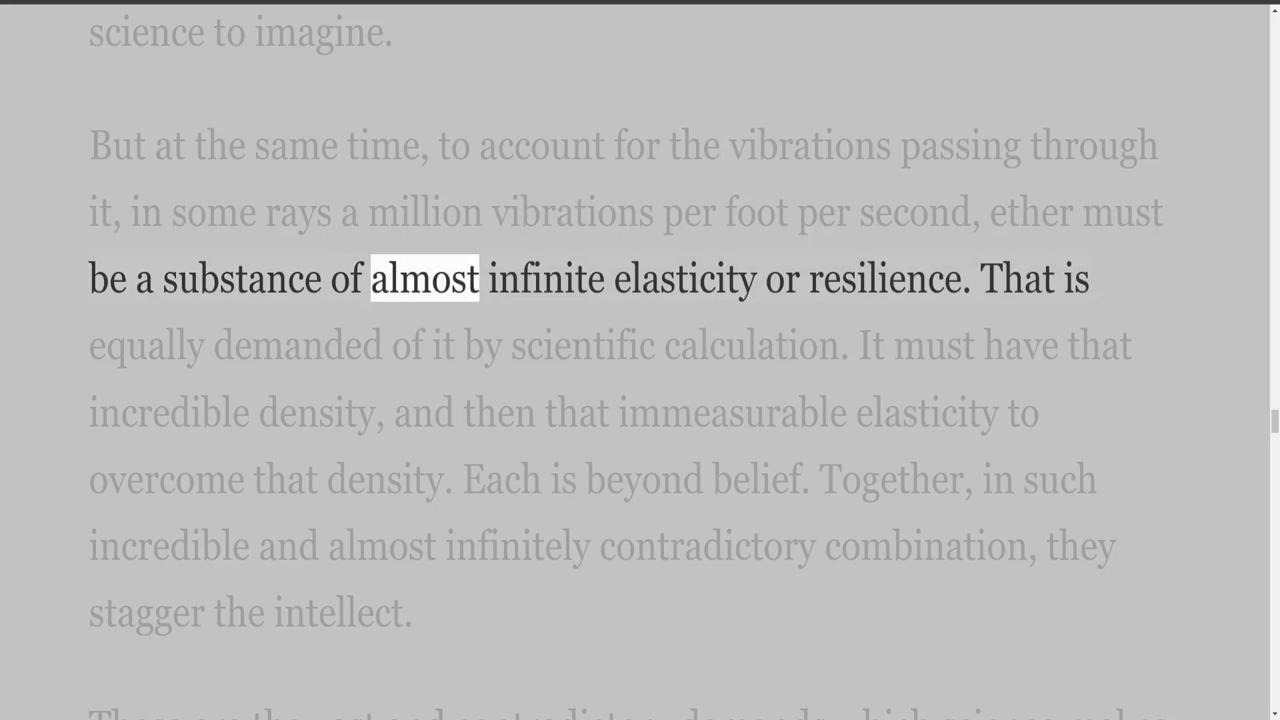 science to imagine.
But at the same time, to account for the vibrations passing through
it, in some rays a million vibrations per foot per second, ether must
be a substance of almost infinite elasticity or resilience. That is
equally demanded of it by scientific calculation. It must have that
incredible density, and then that immeasurable elasticity to
overcome that density. Each is beyond belief. Together, in such
incredible and almost infinitely contradictory combination, they
stagger the intellect.